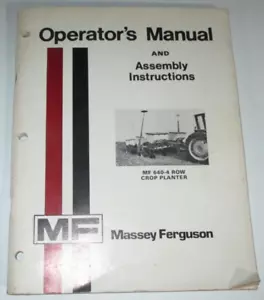 Operator's Manual
AND
Assembly
Instructions
MF 640-4 ROW
CROP PLANTER
MF
Massey Ferguson